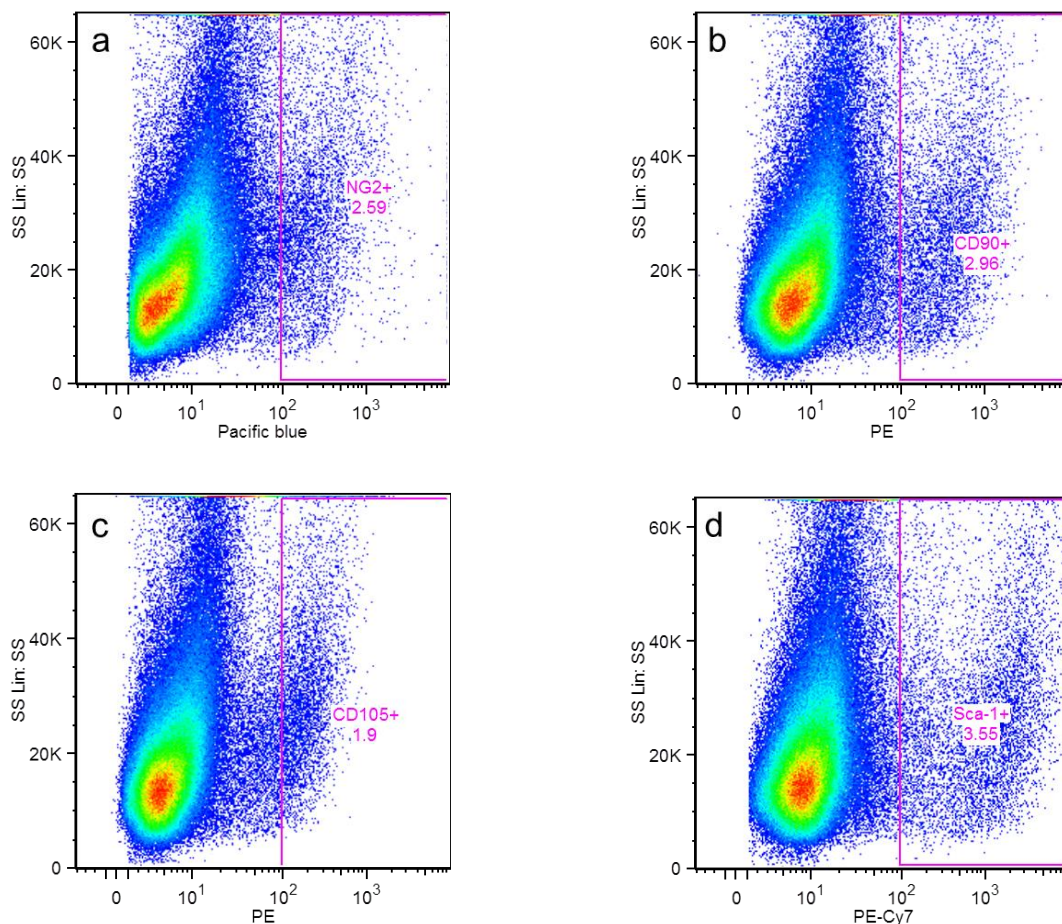 a
60K
40K
20K
0
SS Lin: SS
NG2+
2.59
0 10^1 10^2 10^3
Pacific blue
b
60K
40K
20K
0
SS Lin: SS
CD90+
2.96
0 10^1 10^2 10^3
PE
c
60K
40K
20K
0
SS Lin: SS
CD105+
1.9
0 10^1 10^2 10^3
PE
d
60K
40K
20K
0
SS Lin: SS
Sca-1+
3.55
0 10^1 10^2 10^3
PE-Cy7